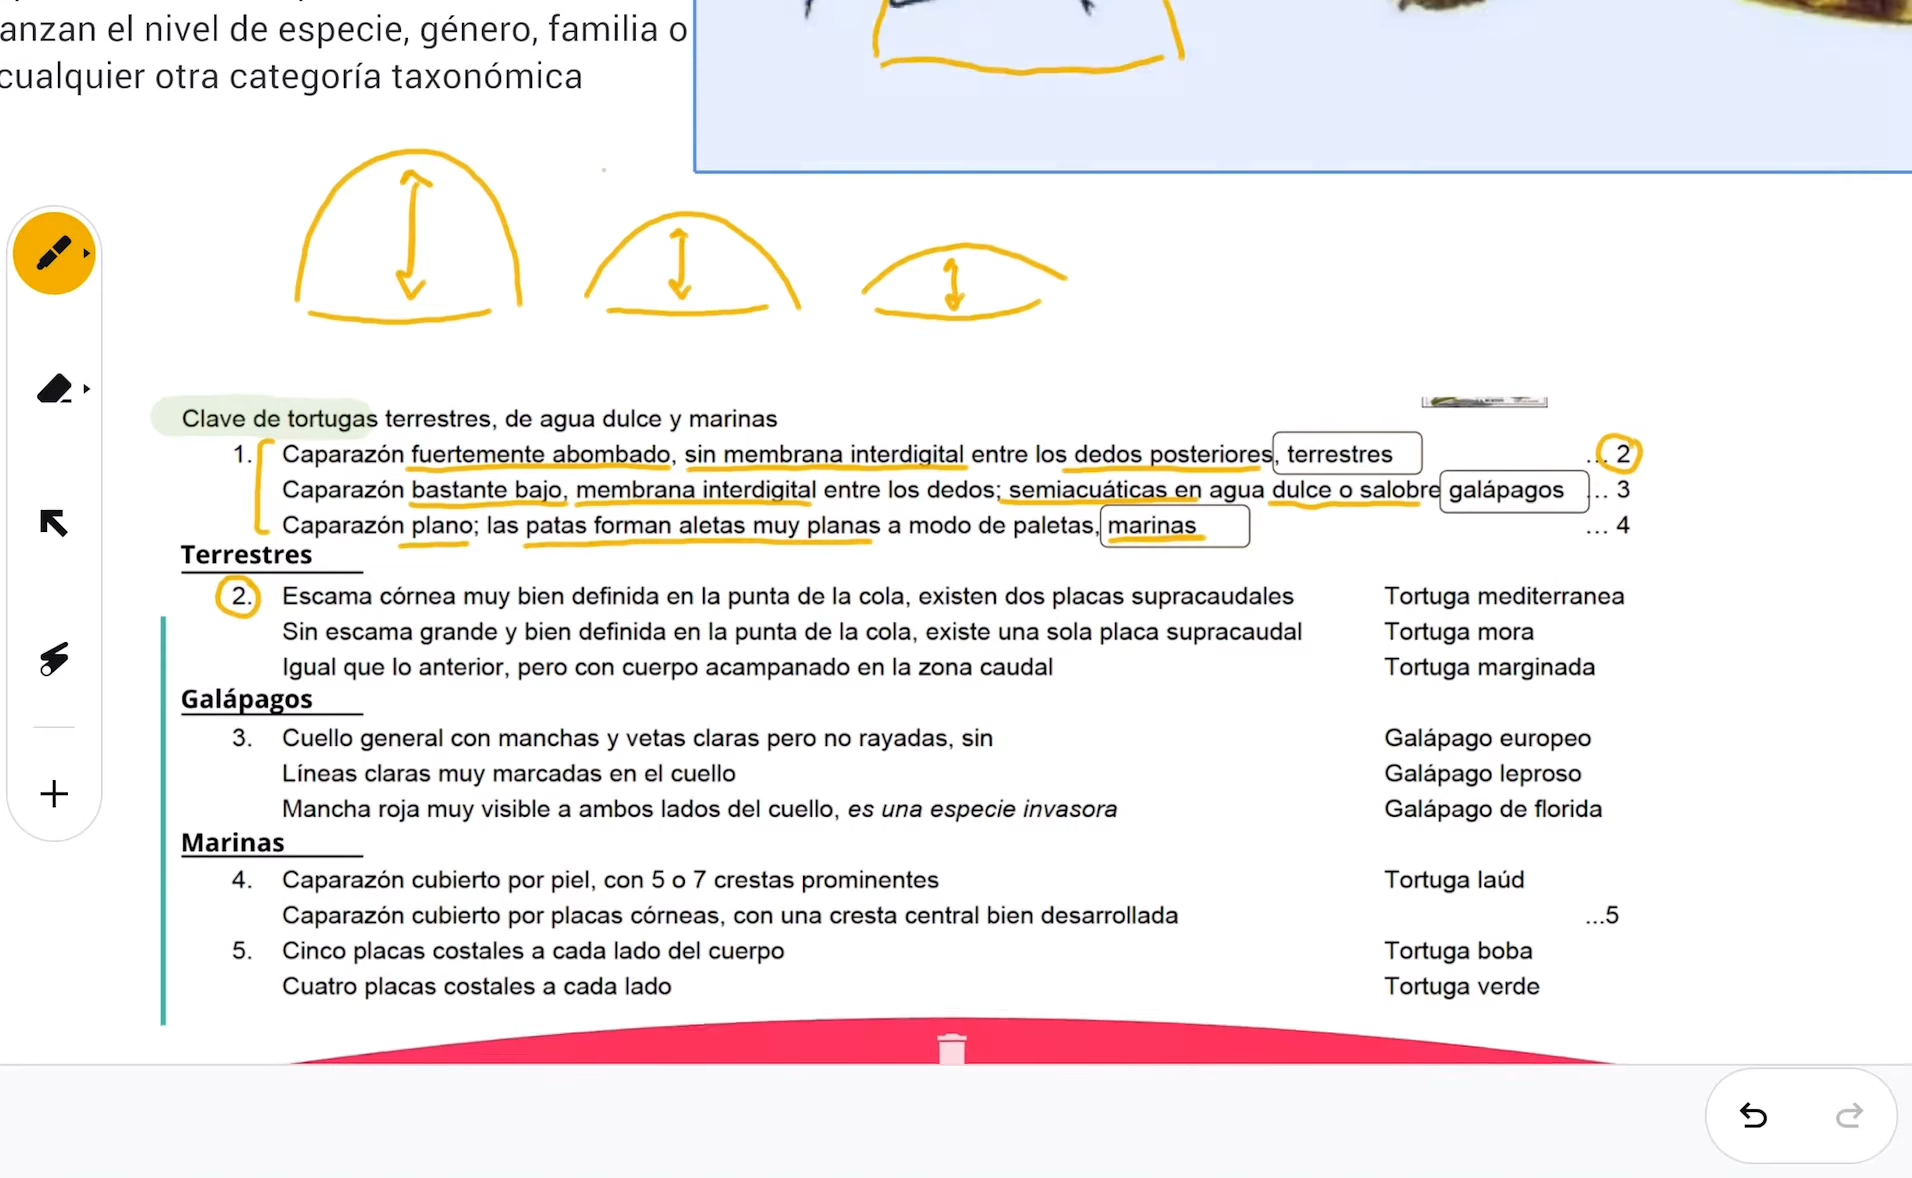 anzan el nivel de especie, género, familia o
cualquier otra categoría taxonómica
Clave de tortugas terrestres, de agua dulce y marinas
1. Caparazón fuertemente abombado, sin membrana interdigital entre los dedos posteriores, terrestres ... 2
Caparazón bastante bajo, membrana interdigital entre los dedos; semiacuáticas en agua dulce o salobre galápagos ... 3
Caparazón plano; las patas forman aletas muy planas a modo de paletas, marinas ... 4
Terrestres
2. Escama córnea muy bien definida en la punta de la cola, existen dos placas supracaudales Tortuga mediterranea
Sin escama grande y bien definida en la punta de la cola, existe una sola placa supracaudal Tortuga mora
Igual que lo anterior, pero con cuerpo acampanado en la zona caudal Tortuga marginada
Galápagos
3. Cuello general con manchas y vetas claras pero no rayadas, sin Galápago europeo
Líneas claras muy marcadas en el cuello Galápago leproso
Mancha roja muy visible a ambos lados del cuello, es una especie invasora Galápago de florida
Marinas
4. Caparazón cubierto por piel, con 5 o 7 crestas prominentes Tortuga laúd
Caparazón cubierto por placas córneas, con una cresta central bien desarrollada ...5
5. Cinco placas costales a cada lado del cuerpo Tortuga boba
Cuatro placas costales a cada lado Tortuga verde